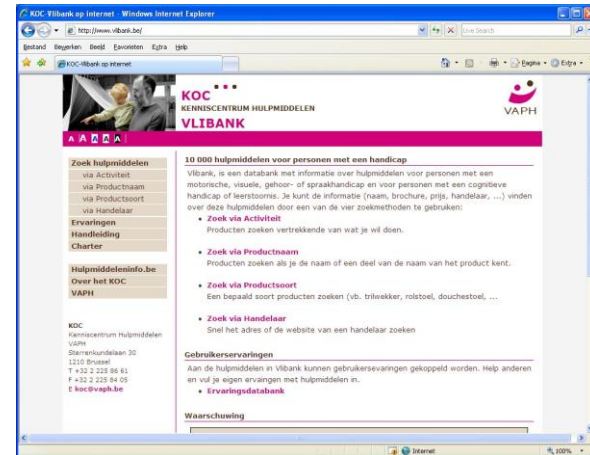 KOC-Vlibank op internet - Windows Internet Explorer
http://www.vlibank.be/
Live Search
Bestand Bewerken Beeld Favorieten Extra Help
KOC-Vlibank op internet
Pagina
Extra
KOC
KENNISCENTRUM HULPMIDDELEN
VLIBANK
VAPH
A A A A A
Zoek hulpmiddelen
via Activiteit
via Productnaam
via Productsoort
via Handelaar
Ervaringen
Handleiding
Charter
Hulpmiddeleninfo.be
Over het KOC
VAPH
KOC
Kenniscentrum Hulpmiddelen
VAPH
Sterrenkundelaan 30
1210 Brussel
T +32 2 225 86 61
F +32 2 225 84 05
E koc@vaph.be
10 000 hulpmiddelen voor personen met een handicap
Vlibank, is een databank met informatie over hulpmiddelen voor personen met een
motorische, visuele, gehoor- of spraakhandicap en voor personen met een cognitieve
handicap of leerstoornis. Je kunt de informatie (naam, brochure, prijs, handelaar, ...) vinden
over deze hulpmiddelen door een van de vier zoekmethoden te gebruiken:
• Zoek via Activiteit
Producten zoeken vertrekkende van wat je wil doen.
• Zoek via Productnaam
Producten zoeken als je de naam of een deel van de naam van het product kent.
• Zoek via Productsoort
Een bepaald soort producten zoeken (vb. trilwekker, rolstoel, douchestoel, ...
• Zoek via Handelaar
Snel het adres of de website van een handelaar zoeken
Gebruikerservaringen
Aan de hulpmiddelen in Vlibank kunnen gebruikersevaringen gekoppeld worden. Help anderen
en vul je eigen ervaingen met hulpmiddelen in.
• Ervaringsdatabank
Waarschuwing
Internet
100%